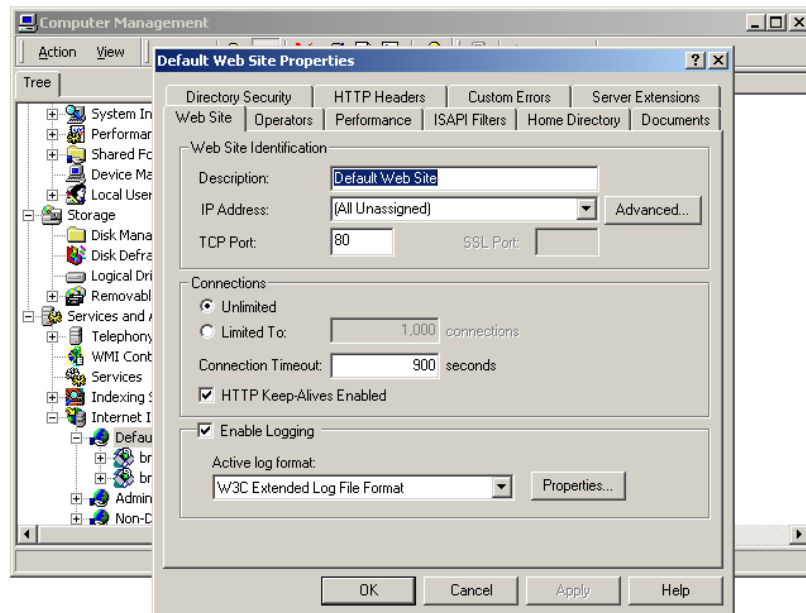 Computer Management
Action View
Default Web Site Properties
Tree
Directory Security HTTP Headers Custom Errors Server Extensions
Web Site Operators Performance ISAPI Filters Home Directory Documents
System In
Performar
Shared Fo
Device Ma
Local User
Storage
Disk Mana
Disk Defra
Logical Dri
Removabl
Services and A
Telephony
WMI Cont
Services
Indexing S
Internet I
Defau
br
br
Admin
Non-D
Web Site Identification
Description: Default Web Site
IP Address: (All Unassigned) Advanced...
TCP Port: 80 SSL Port:
Connections
Unlimited
Limited To: 1,000 connections
Connection Timeout: 900 seconds
HTTP Keep-Alives Enabled
Enable Logging
Active log format:
W3C Extended Log File Format Properties...
OK Cancel Apply Help